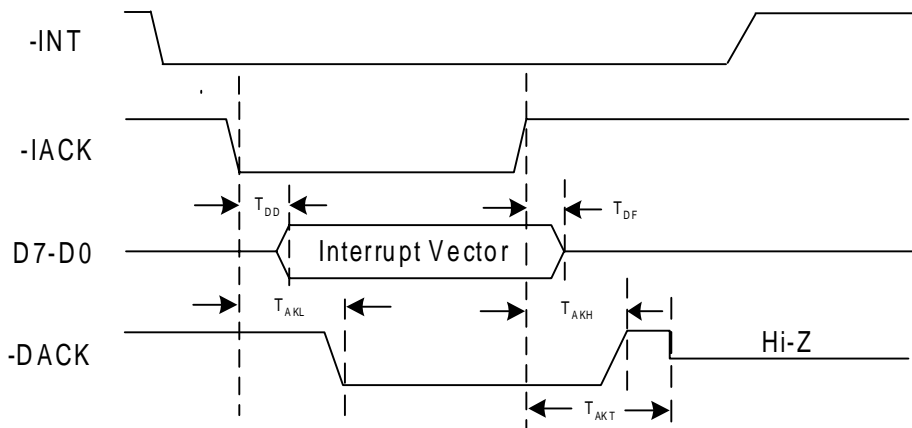 -INT
-IACK
T_DD
T_DF
D7-D0
Interrupt Vector
T_AKL
T_AKH
-DACK
Hi-Z
T_AKT